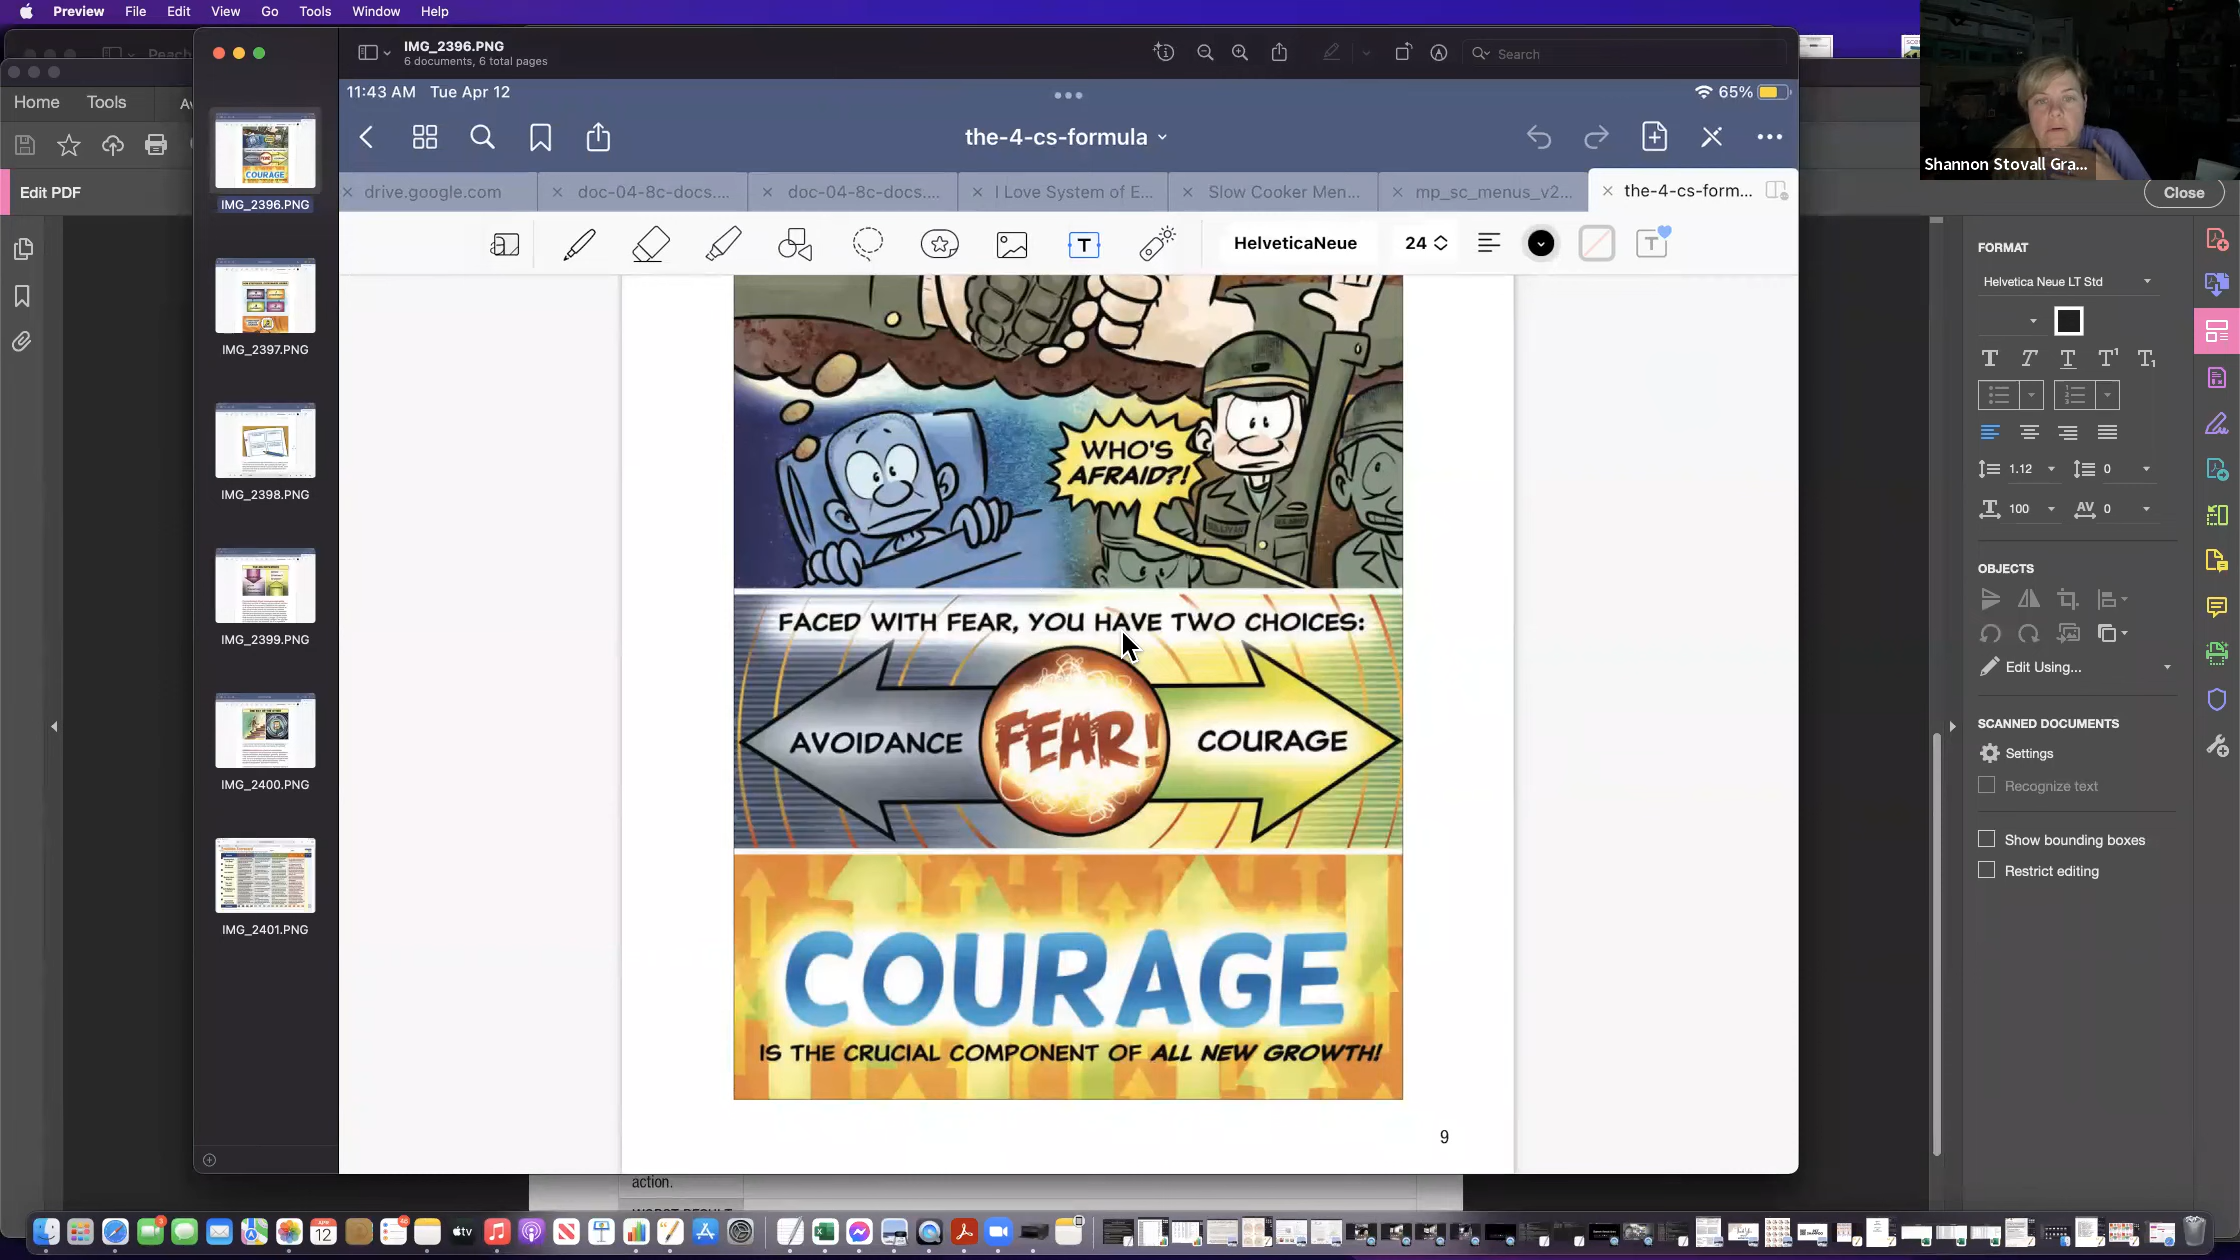 Preview File Edit View Go Tools Window Help
IMG_2396.PNG
6 documents, 6 total pages
Search
Peach
Home Tools
Edit PDF
Close
Shannon Stovall Gra...
11:43 AM Tue Apr 12
65%
the-4-cs-formula
drive.google.com
doc-04-8c-docs....
doc-04-8c-docs....
I Love System of E...
Slow Cooker Men...
mp_sc_menus_v2...
the-4-cs-form...
HelveticaNeue 24
IMG_2396.PNG
IMG_2397.PNG
IMG_2398.PNG
IMG_2399.PNG
IMG_2400.PNG
IMG_2401.PNG
WHO'S
AFRAID?!
SULLIVAN
U.S. ARMY
FACED WITH FEAR, YOU HAVE TWO CHOICES:
AVOIDANCE
FEAR!
COURAGE
COURAGE
IS THE CRUCIAL COMPONENT OF ALL NEW GROWTH!
9
action.
WORST RESULT
FORMAT
Helvetica Neue LT Std
1.12
0
100
0
OBJECTS
Edit Using...
SCANNED DOCUMENTS
Settings
Recognize text
Show bounding boxes
Restrict editing